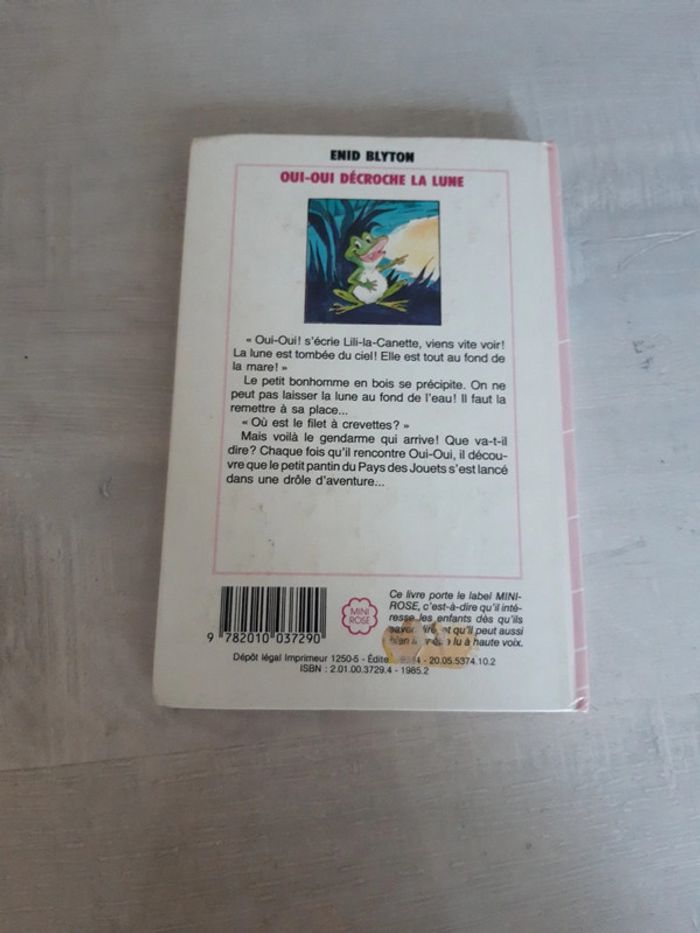 ENID BLYTON
OUI-OUI DÉCROCHE LA LUNE
« Oui-Oui! s'écrie Lili-la-Canette, viens vite voir!
La lune est tombée du ciel! Elle est tout au fond de
la mare! »
Le petit bonhomme en bois se précipite. On ne
peut pas laisser la lune au fond de l'eau! Il faut la
remettre à sa place...
« Où est le filet à crevettes? »
Mais voilà le gendarme qui arrive! Que va-t-il
dire? Chaque fois qu'il rencontre Oui-Oui, il décou-
vre que le petit pantin du Pays des Jouets s'est lancé
dans une drôle d'aventure...
9 782010 037290
MINI
ROSE
Ce livre porte le label MINI-
ROSE, c'est-à-dire qu'il inté-
resse les enfants dès qu'ils
qu'il peut aussi
lu à haute voix.
Dépôt légal Imprimeur 1250-5 - 20.05.5374.10.2
ISBN : 2.01.00.3729.4 - 1985.2